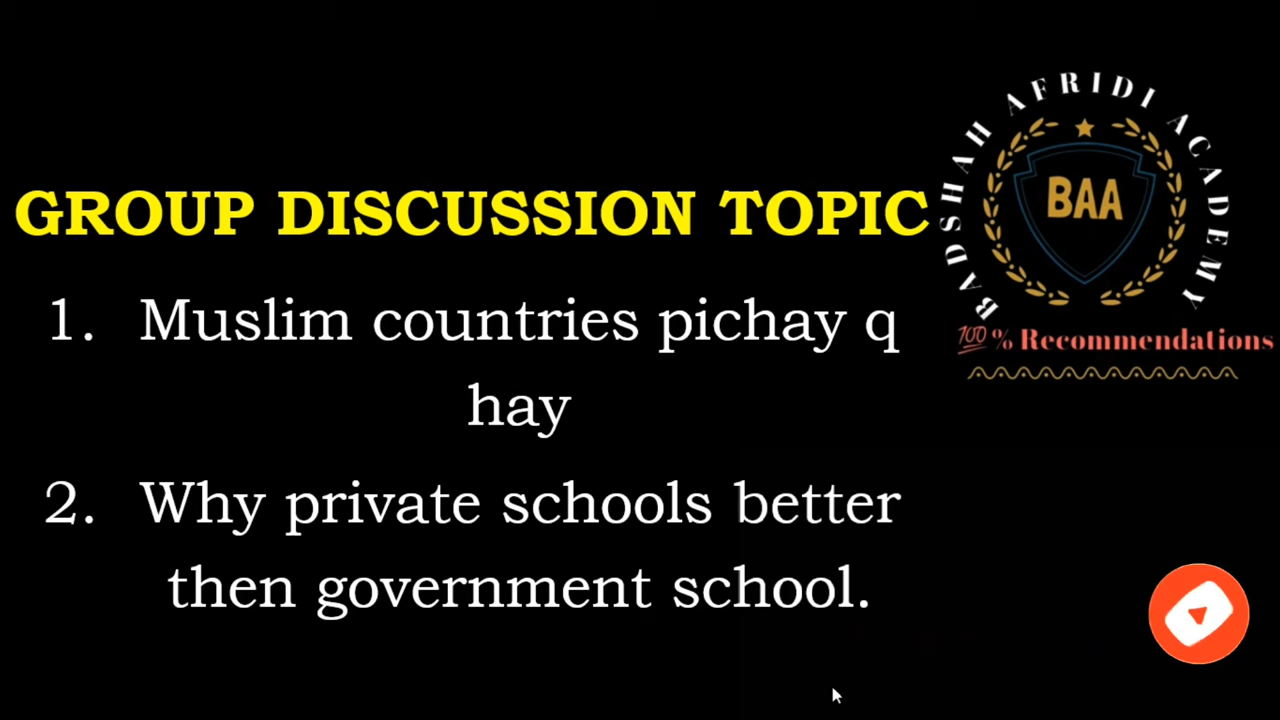 GROUP DISCUSSION TOPIC
1. Muslim countries pichay q
hay
2. Why private schools better
then government school.
BADSHAH AFRIDI ACADEMY
BAA
100% Recommendations